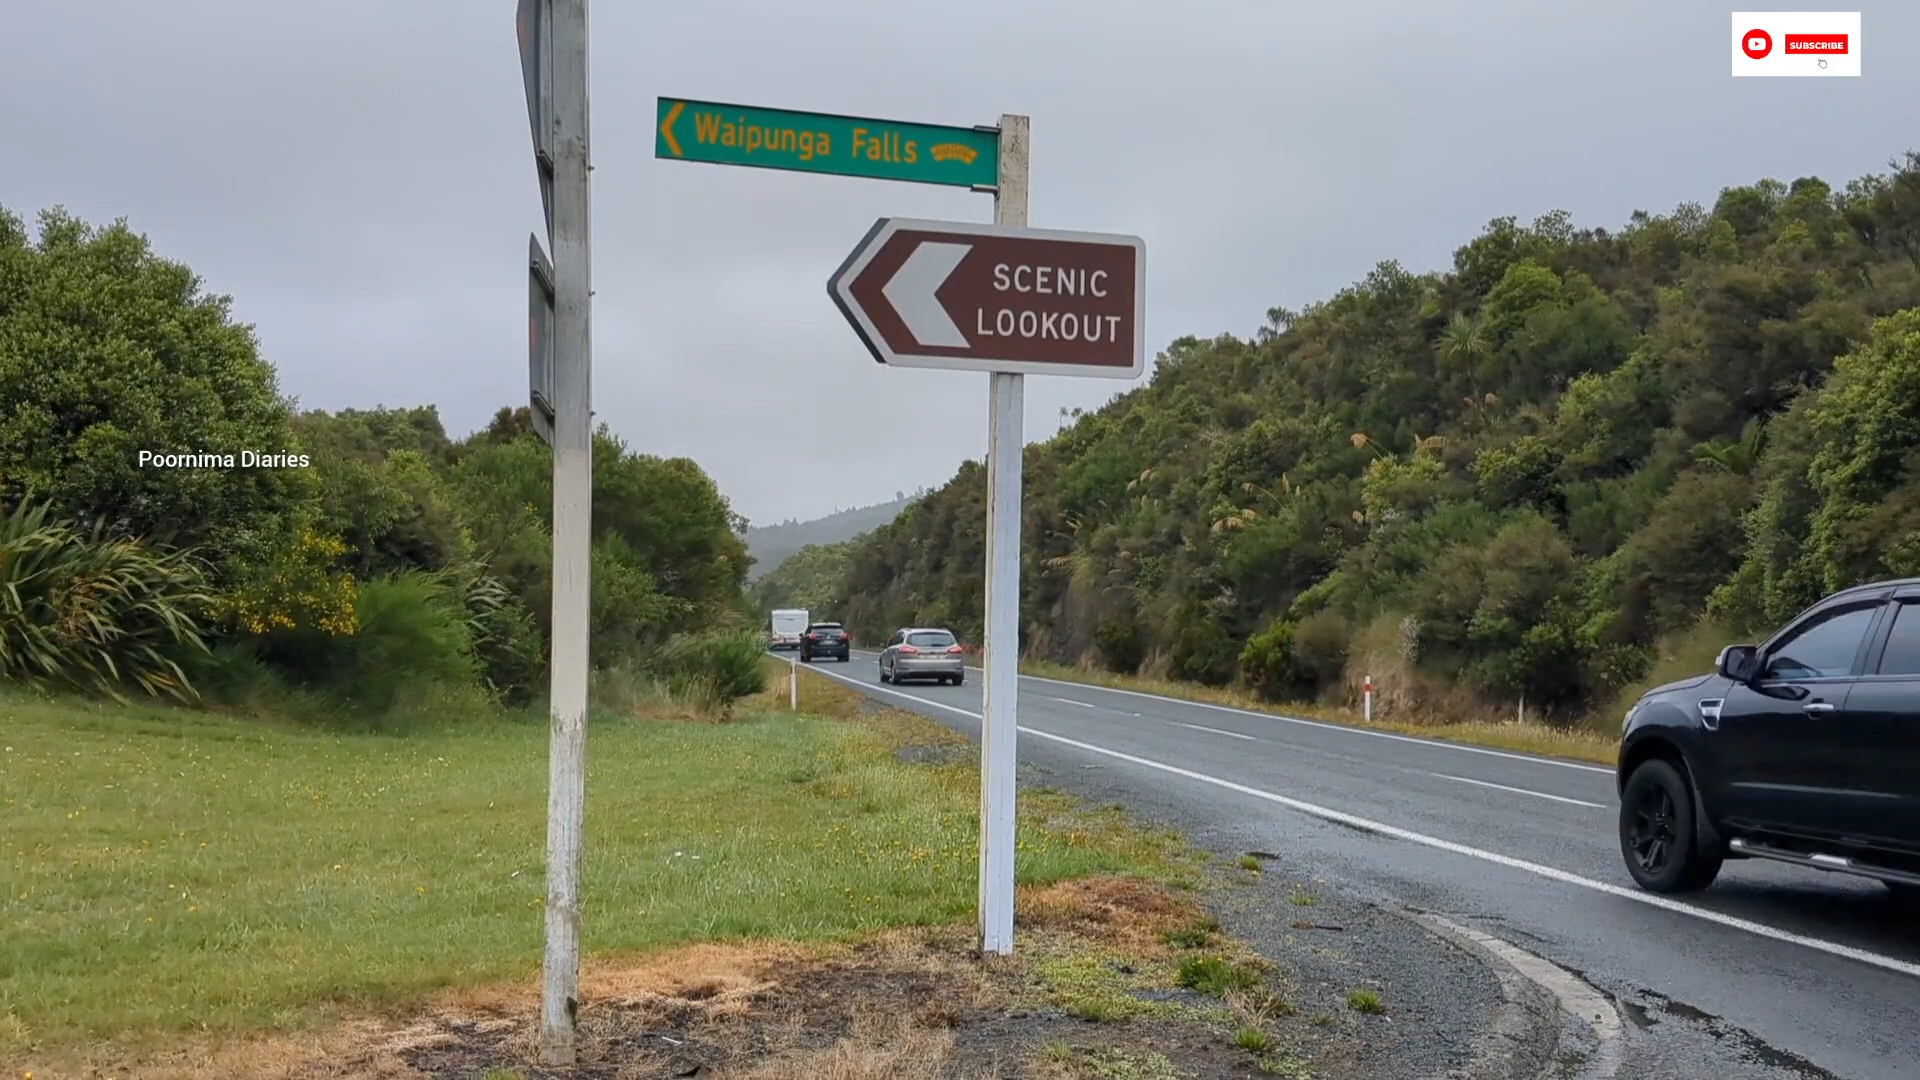 SUBSCRIBE
Waipunga Falls
SCENIC
LOOKOUT
Poornima Diaries